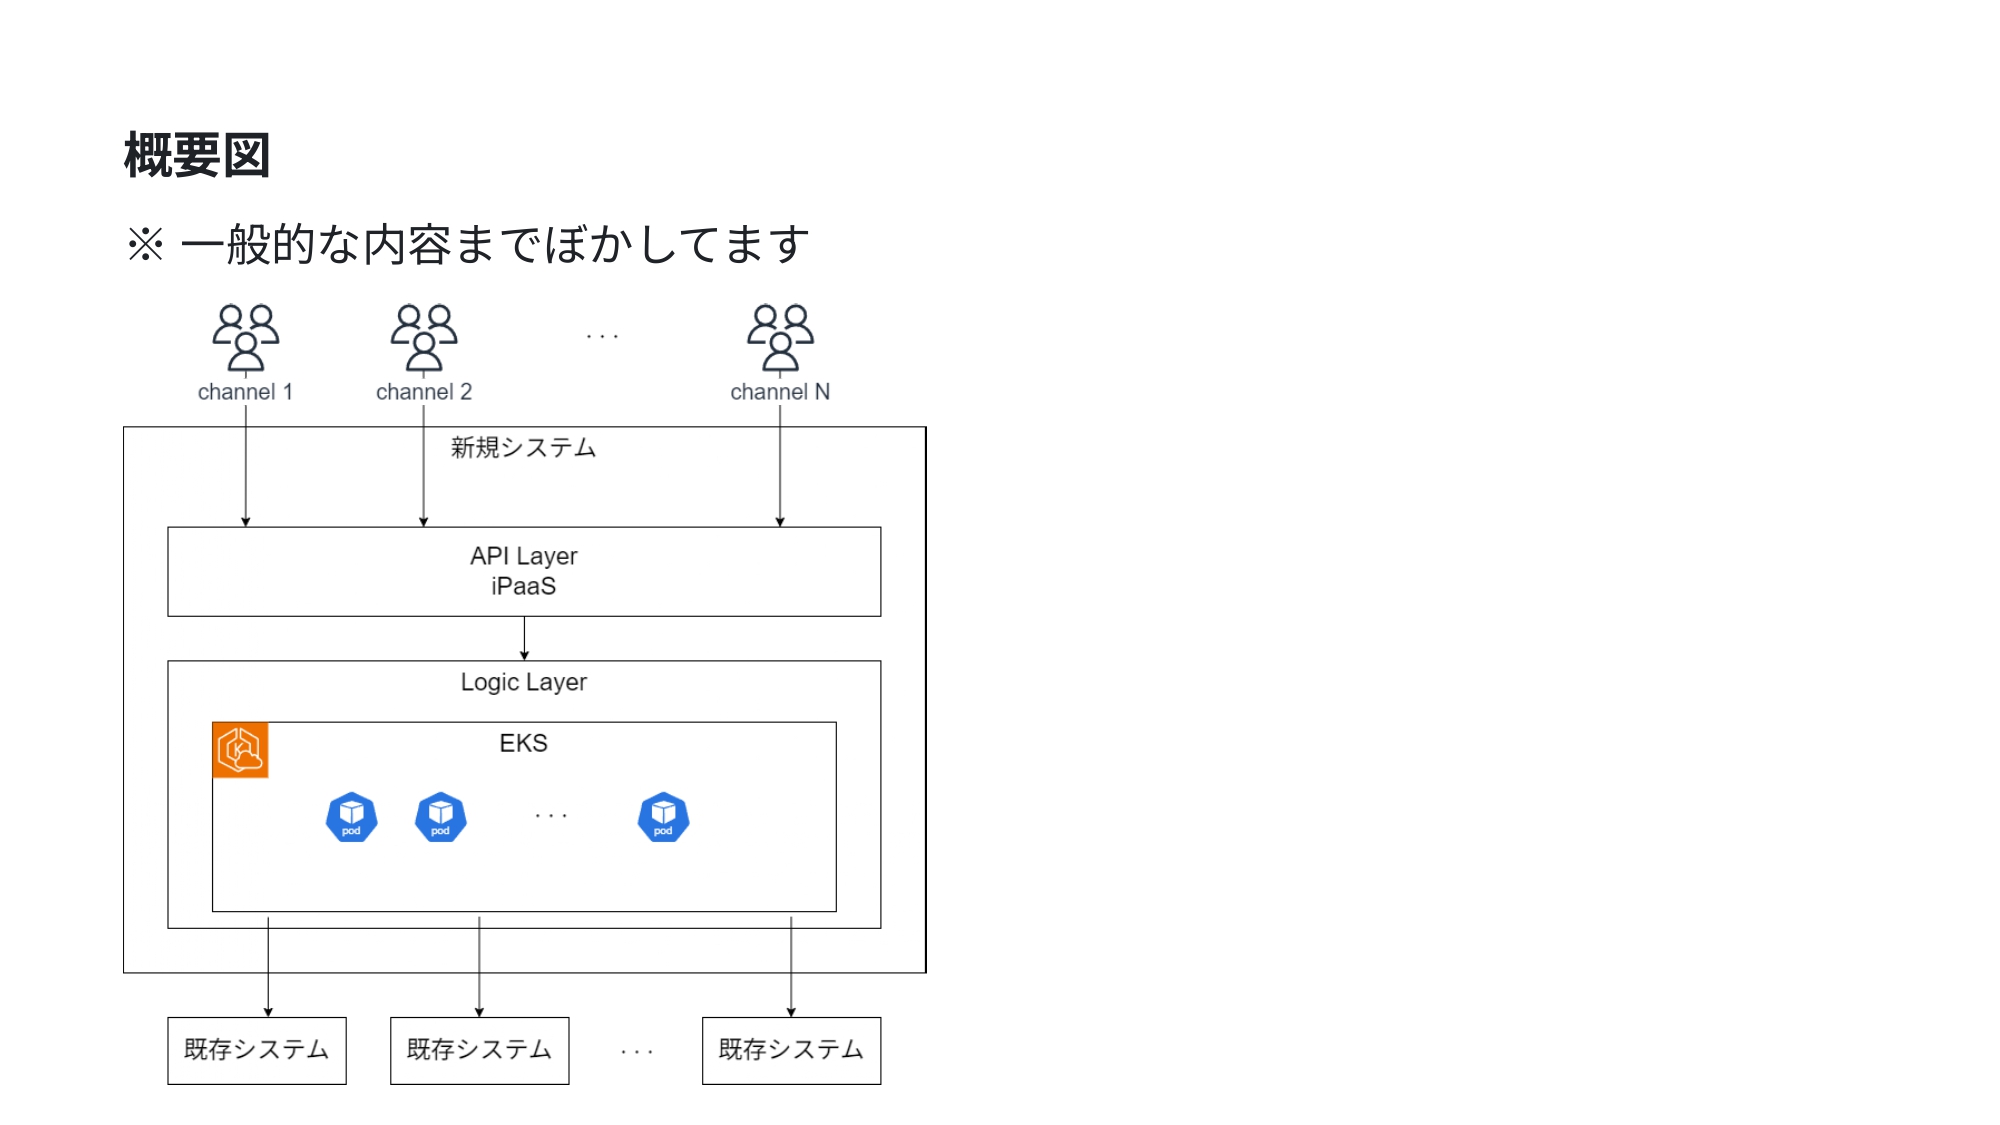 概要図
※ 一般的な内容までぼかしてます
. . .
channel 1
channel 2
channel N
新規システム
API Layer
iPaaS
Logic Layer
K
EKS
pod
pod
. . .
pod
既存システム
既存システム
. . .
既存システム